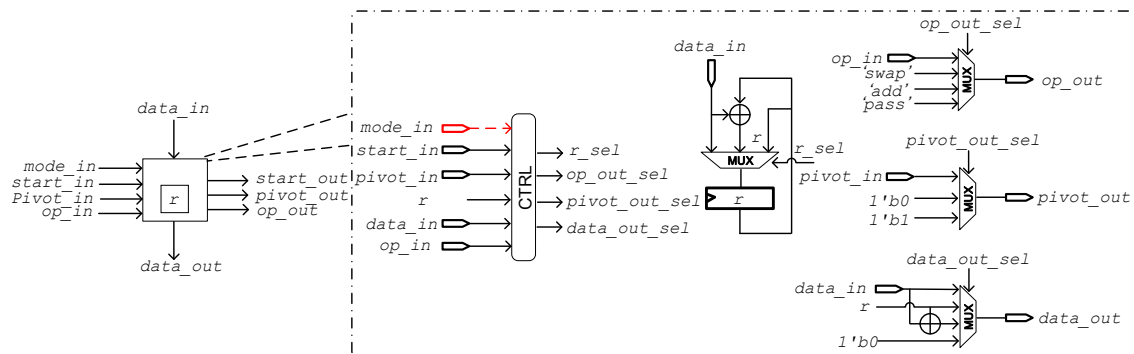 data_in
mode_in
start_in
Pivot_in
op_in
r
start_out
pivot_out
op_out
data_out
mode_in
start_in
pivot_in
r
data_in
op_in
CTRL
r_sel
op_out_sel
pivot_out_sel
data_out_sel
data_in
r
MUX
r_sel
r
op_out_sel
op_in
'swap'
'add'
'pass'
MUX
op_out
pivot_out_sel
pivot_in
1'b0
1'b1
MUX
pivot_out
data_out_sel
data_in
r
1'b0
MUX
data_out